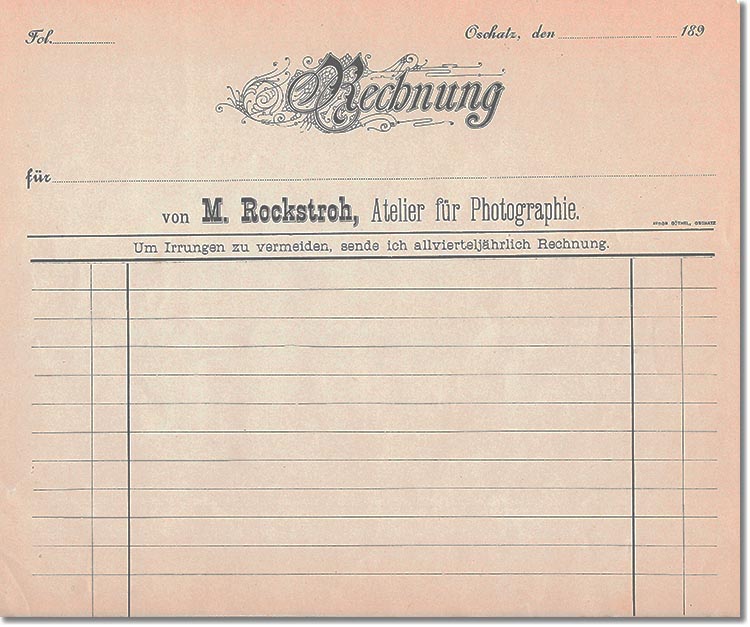 Fol.
Oschatz, den 189
Rechnung
für
von M. Rockstroh, Atelier für Photographie.
OSCHATZ
Um Irrungen zu vermeiden, sende ich allvierteljährlich Rechnung.